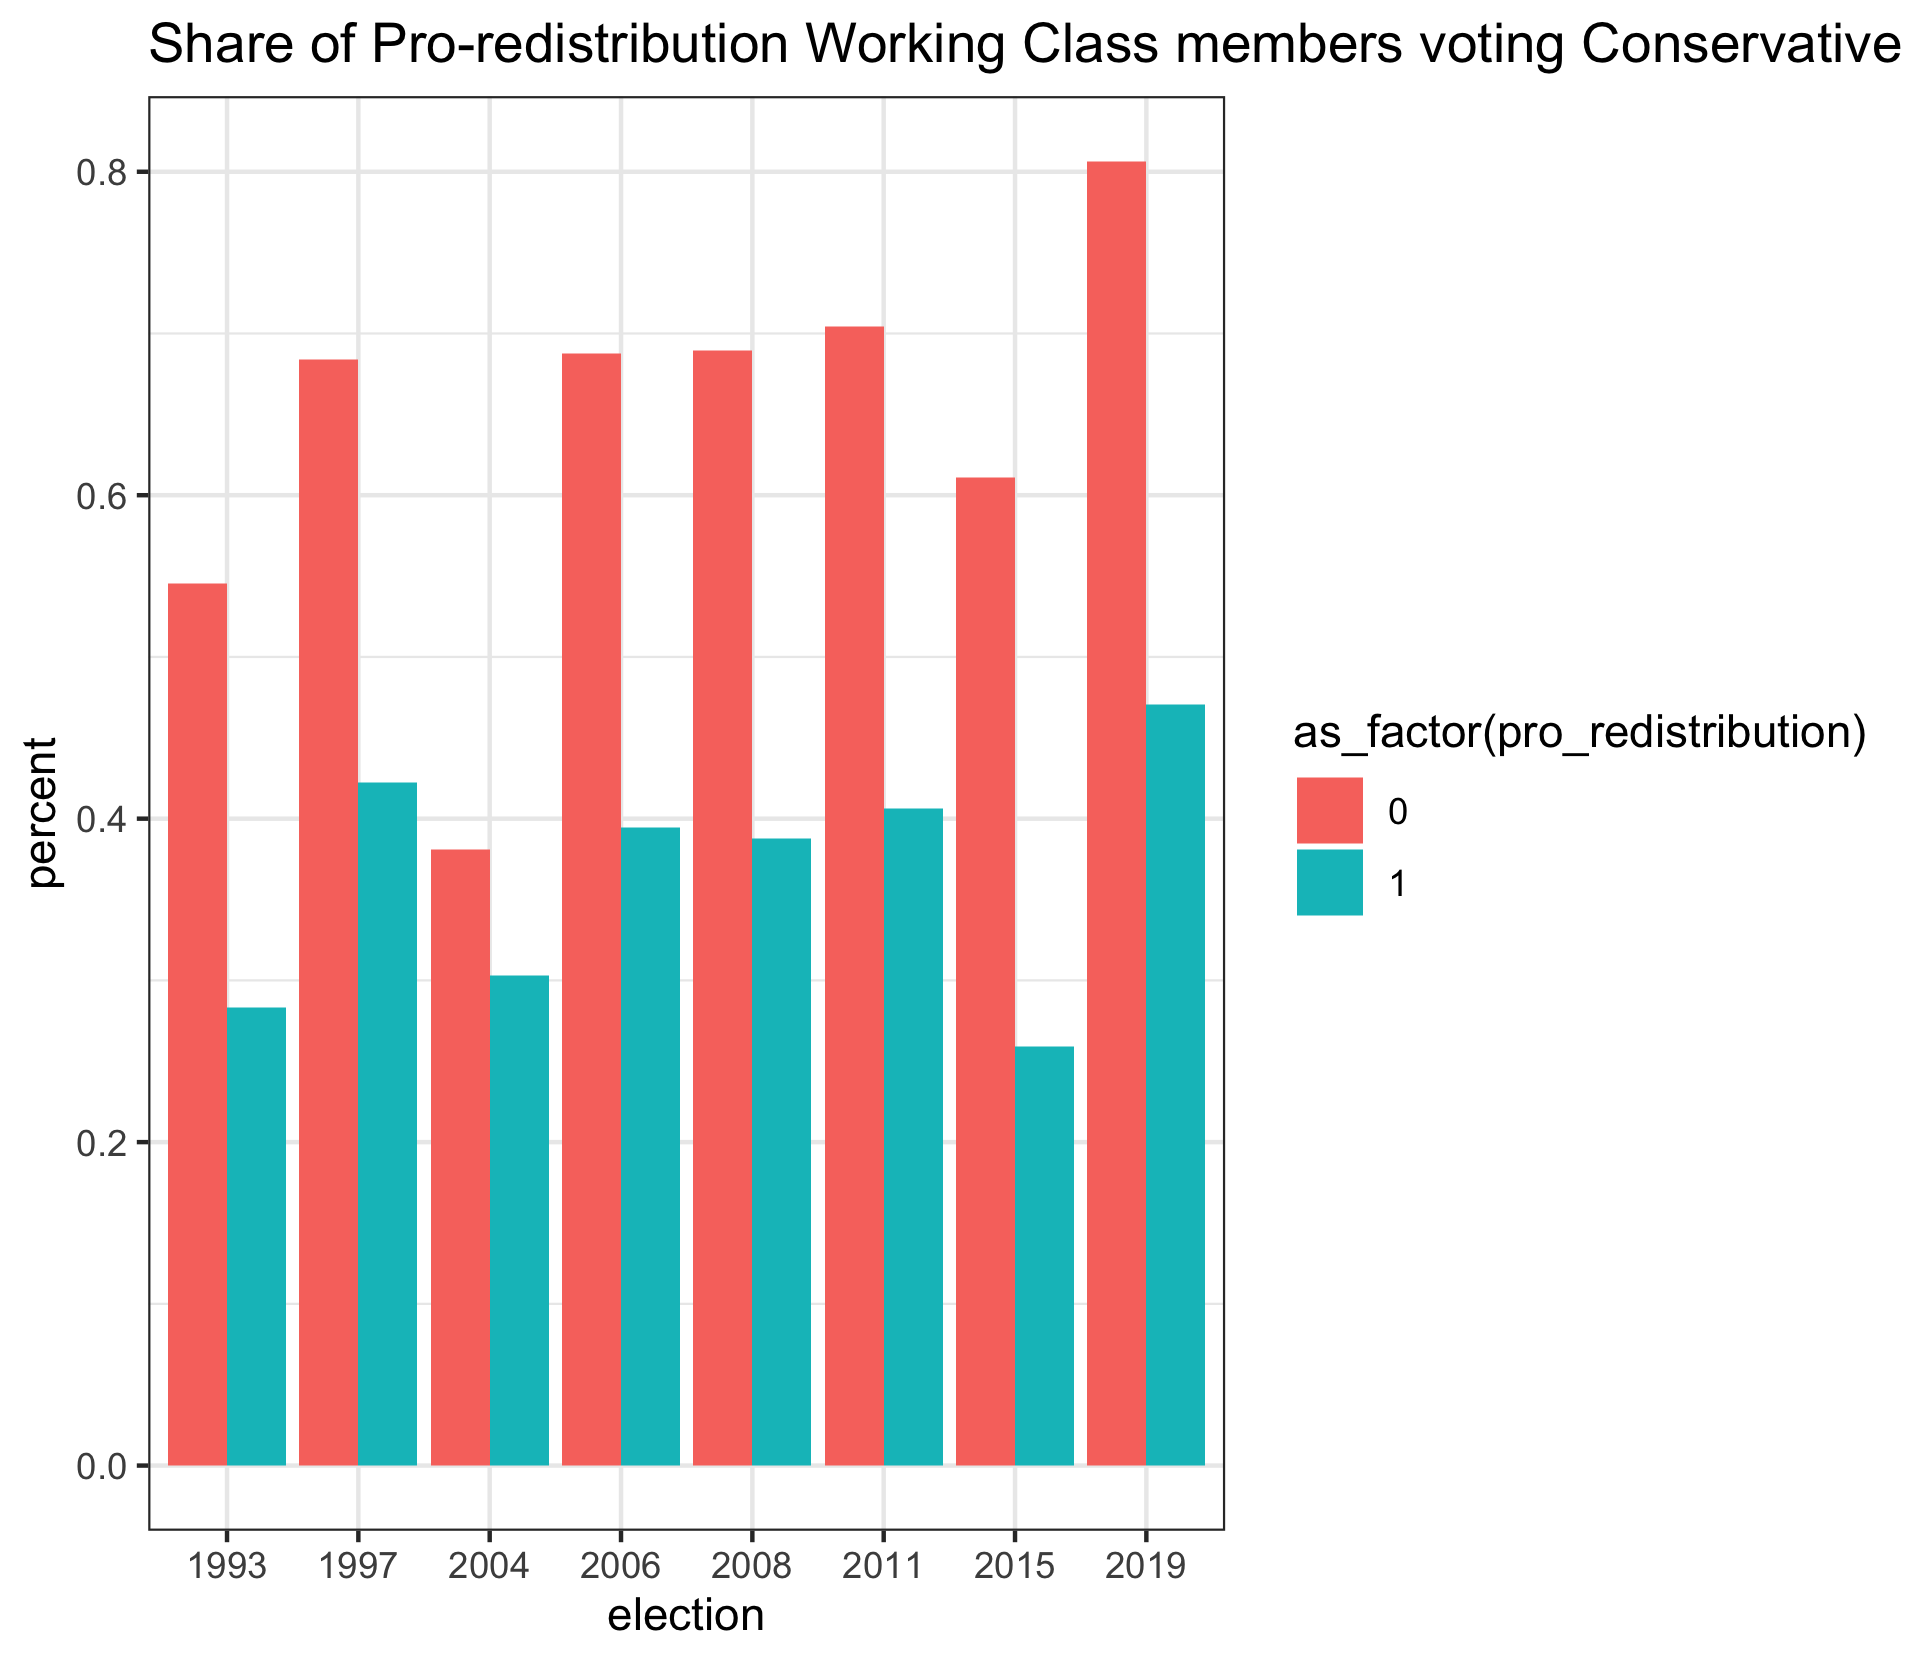 Share of Pro-redistribution Working Class members voting Conservative
percent
0.8
0.6
0.4
0.2
0.0
1993 1997 2004 2006 2008 2011 2015 2019
election
as_factor(pro_redistribution)
0
1